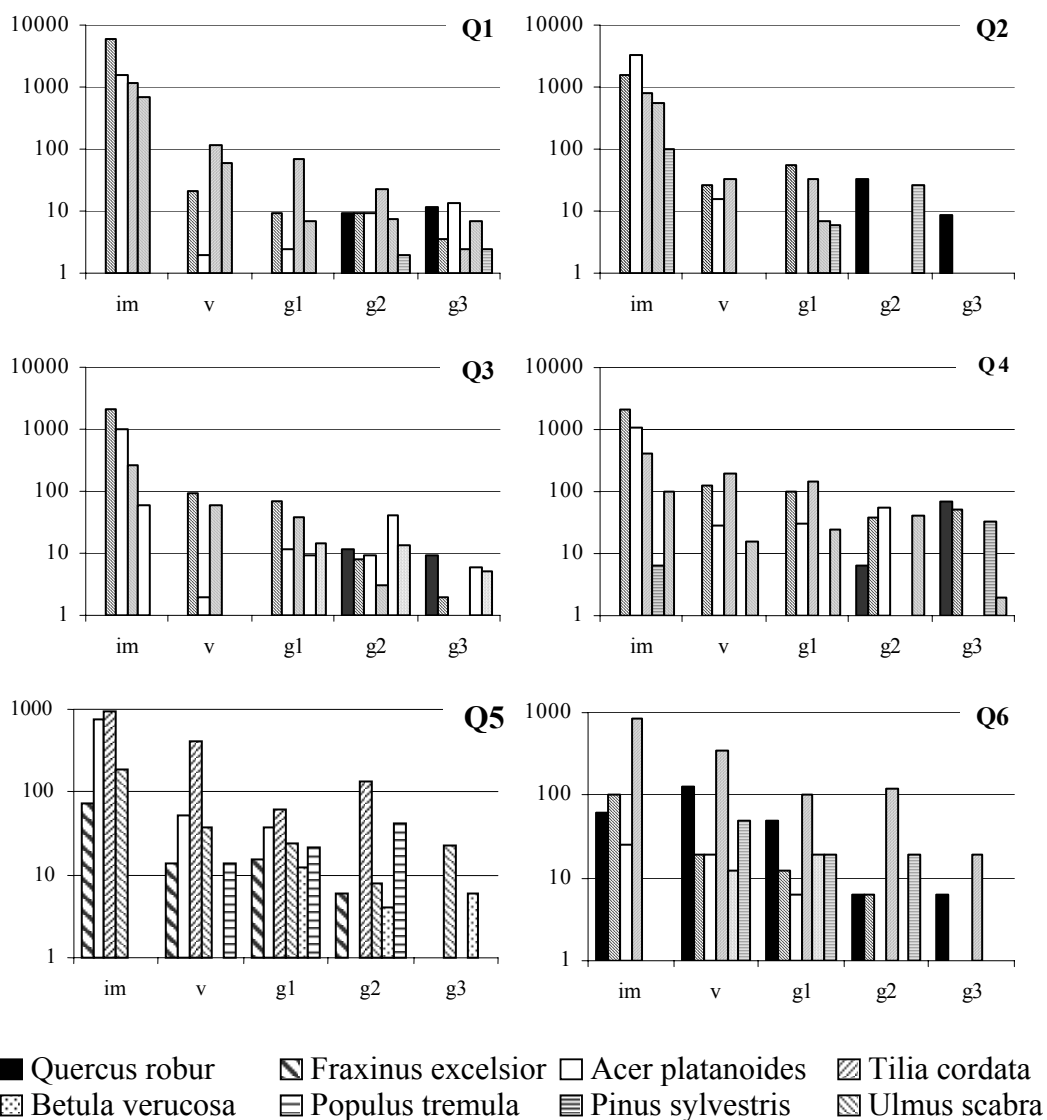 10000 Q1
1000
100
10
1
im v g1 g2 g3
10000 Q2
1000
100
10
1
im v g1 g2 g3
10000 Q3
1000
100
10
1
im v g1 g2 g3
10000 Q4
1000
100
10
1
im v g1 g2 g3
1000 Q5
100
10
1
im v g1 g2 g3
1000 Q6
100
10
1
im v g1 g2 g3
Quercus robur Fraxinus excelsior Acer platanoides Tilia cordata
Betula verucosa Populus tremula Pinus sylvestris Ulmus scabra